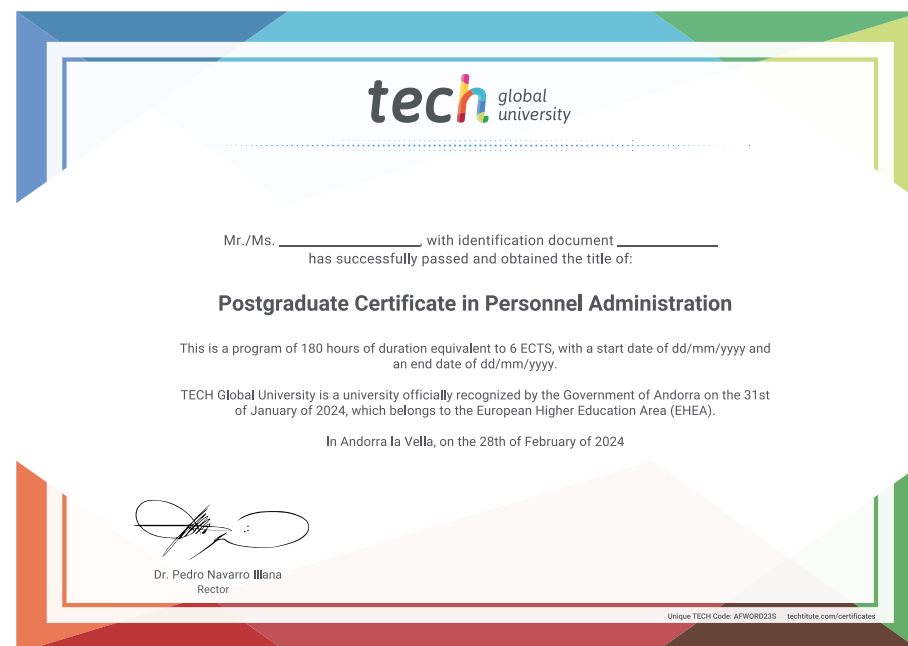 tech global university
Mr./Ms. ____________________, with identification document ______________
has successfully passed and obtained the title of:
Postgraduate Certificate in Personnel Administration
This is a program of 180 hours of duration equivalent to 6 ECTS, with a start date of dd/mm/yyyy and
an end date of dd/mm/yyyy.
TECH Global University is a university officially recognized by the Government of Andorra on the 31st
of January of 2024, which belongs to the European Higher Education Area (EHEA).
In Andorra la Vella, on the 28th of February of 2024
Dr. Pedro Navarro Illana
Rector
Unique TECH Code: AFWORD23S techtitute.com/certificates